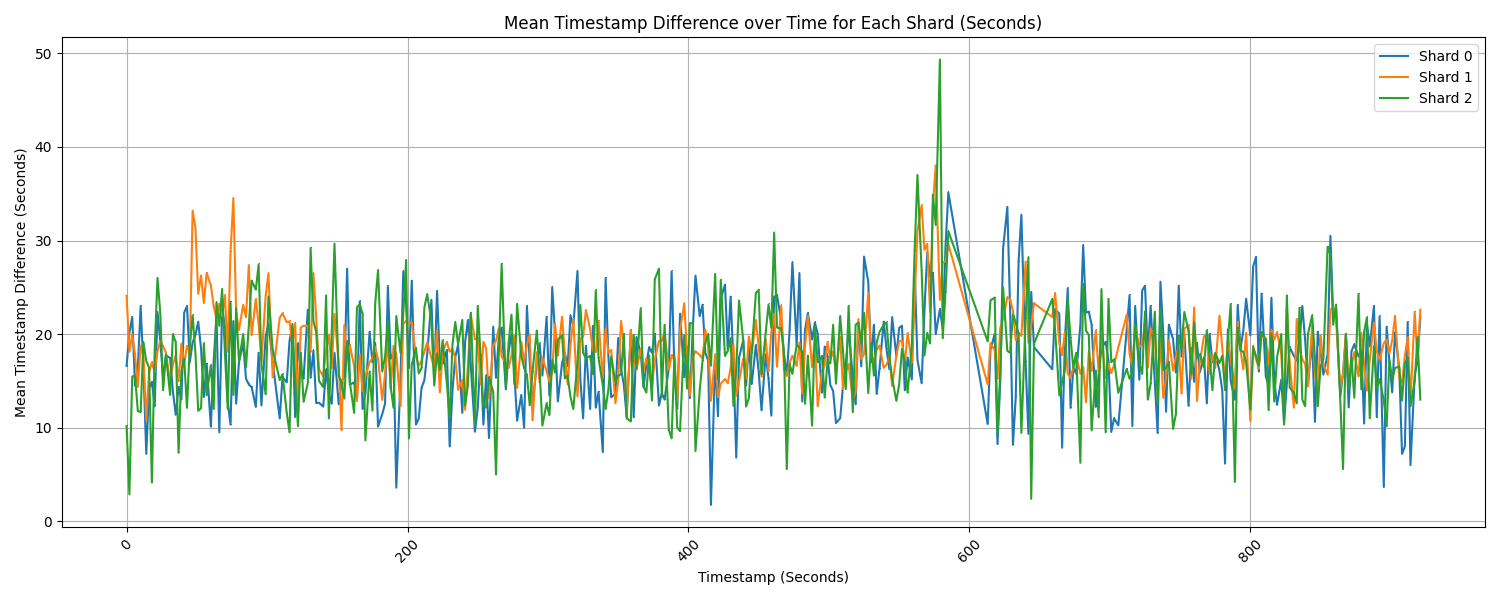 Mean Timestamp Difference over Time for Each Shard (Seconds)
Mean Timestamp Difference (Seconds)
50
40
30
20
10
0
0
200
400
600
800
Timestamp (Seconds)
Shard 0
Shard 1
Shard 2